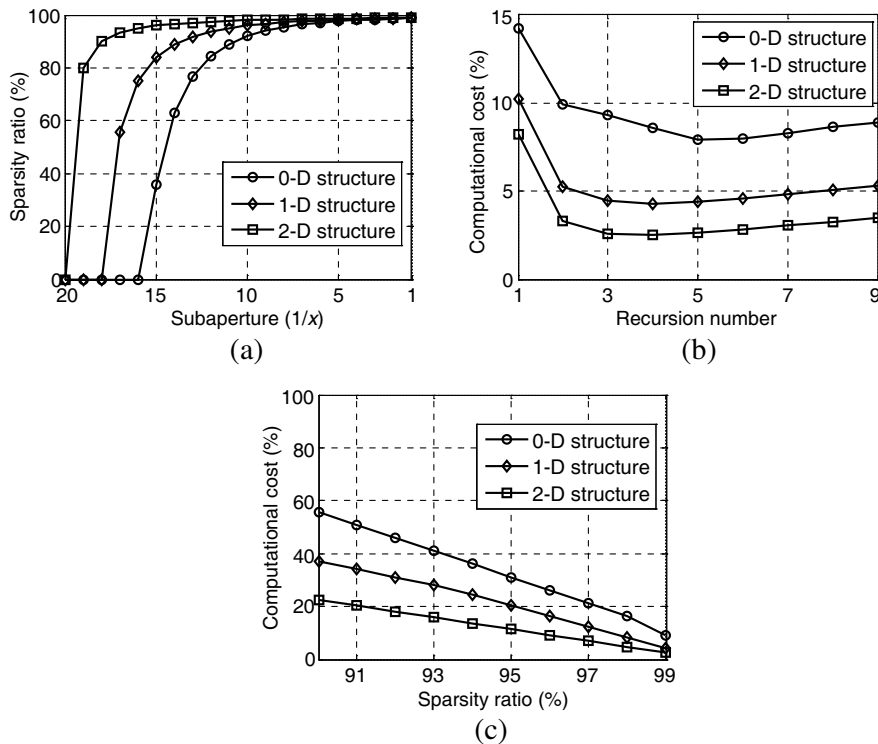 100
80
60
40
20
0
20
15
10
5
1
Sparsity ratio (%)
Subaperture (1/x)
0-D structure
1-D structure
2-D structure
(a)
15
10
5
0
1
3
5
7
9
Computational cost (%)
Recursion number
0-D structure
1-D structure
2-D structure
(b)
100
80
60
40
20
0
91
93
95
97
99
Computational cost (%)
Sparsity ratio (%)
0-D structure
1-D structure
2-D structure
(c)